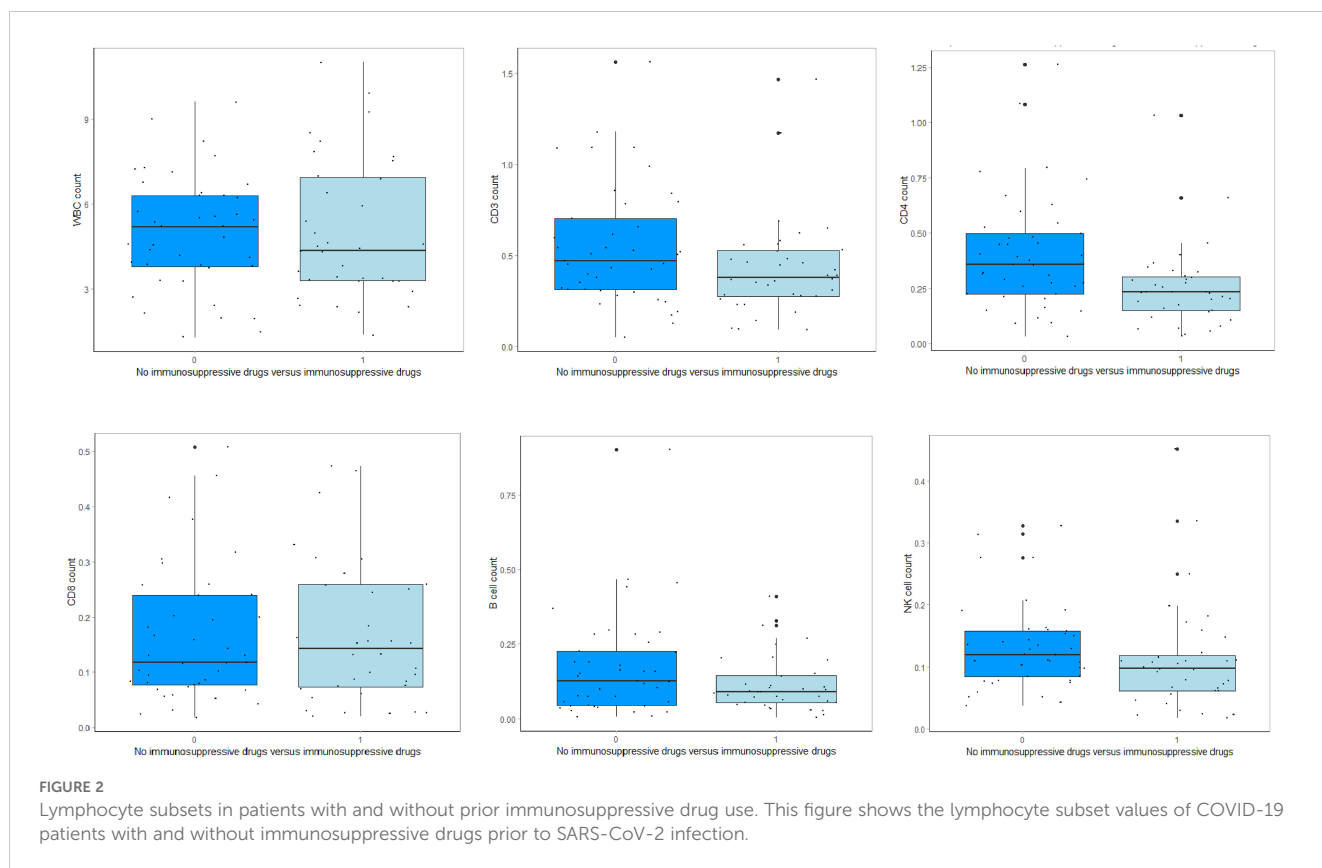 WBC count
9
6
3
0
1
No immunosuppressive drugs versus immunosuppressive drugs
CD3 count
1.5
1.0
0.5
0.0
0
1
No immunosuppressive drugs versus immunosuppressive drugs
CD4 count
1.25
1.00
0.75
0.50
0.25
0.00
0
1
No immunosuppressive drugs versus immunosuppressive drugs
CD8 count
0.5
0.4
0.3
0.2
0.1
0.0
0
1
No immunosuppressive drugs versus immunosuppressive drugs
B cell count
0.75
0.50
0.25
0.00
0
1
No immunosuppressive drugs versus immunosuppressive drugs
NK cell count
0.4
0.3
0.2
0.1
0.0
0
1
No immunosuppressive drugs versus immunosuppressive drugs
FIGURE 2
Lymphocyte subsets in patients with and without prior immunosuppressive drug use. This figure shows the lymphocyte subset values of COVID-19
patients with and without immunosuppressive drugs prior to SARS-CoV-2 infection.